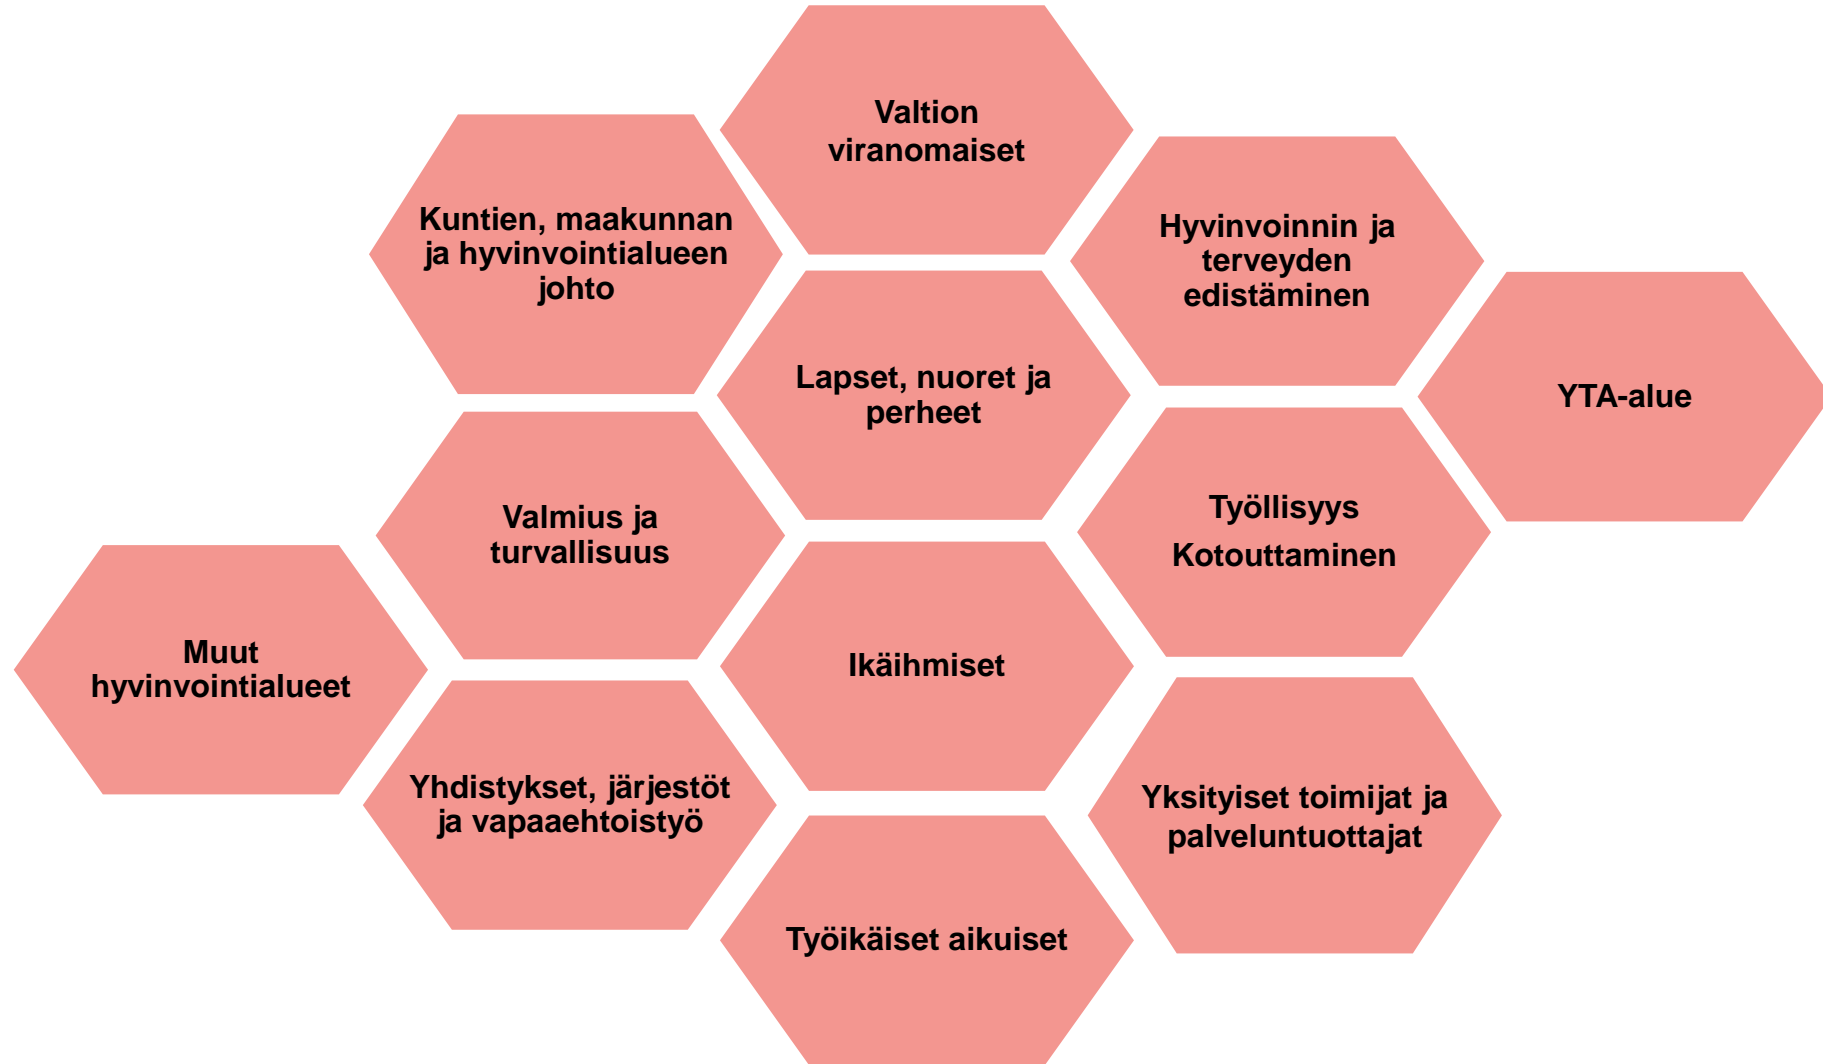 Valtion
viranomaiset
Kuntien, maakunnan
ja hyvinvointialueen
johto
Hyvinvoinnin ja
terveyden
edistäminen
Lapset, nuoret ja
perheet
YTA-alue
Valmius ja
turvallisuus
Työllisyys
Kotouttaminen
Muut
hyvinvointialueet
Ikäihmiset
Yhdistykset, järjestöt
ja vapaaehtoistyö
Yksityiset toimijat ja
palveluntuottajat
Työikäiset aikuiset